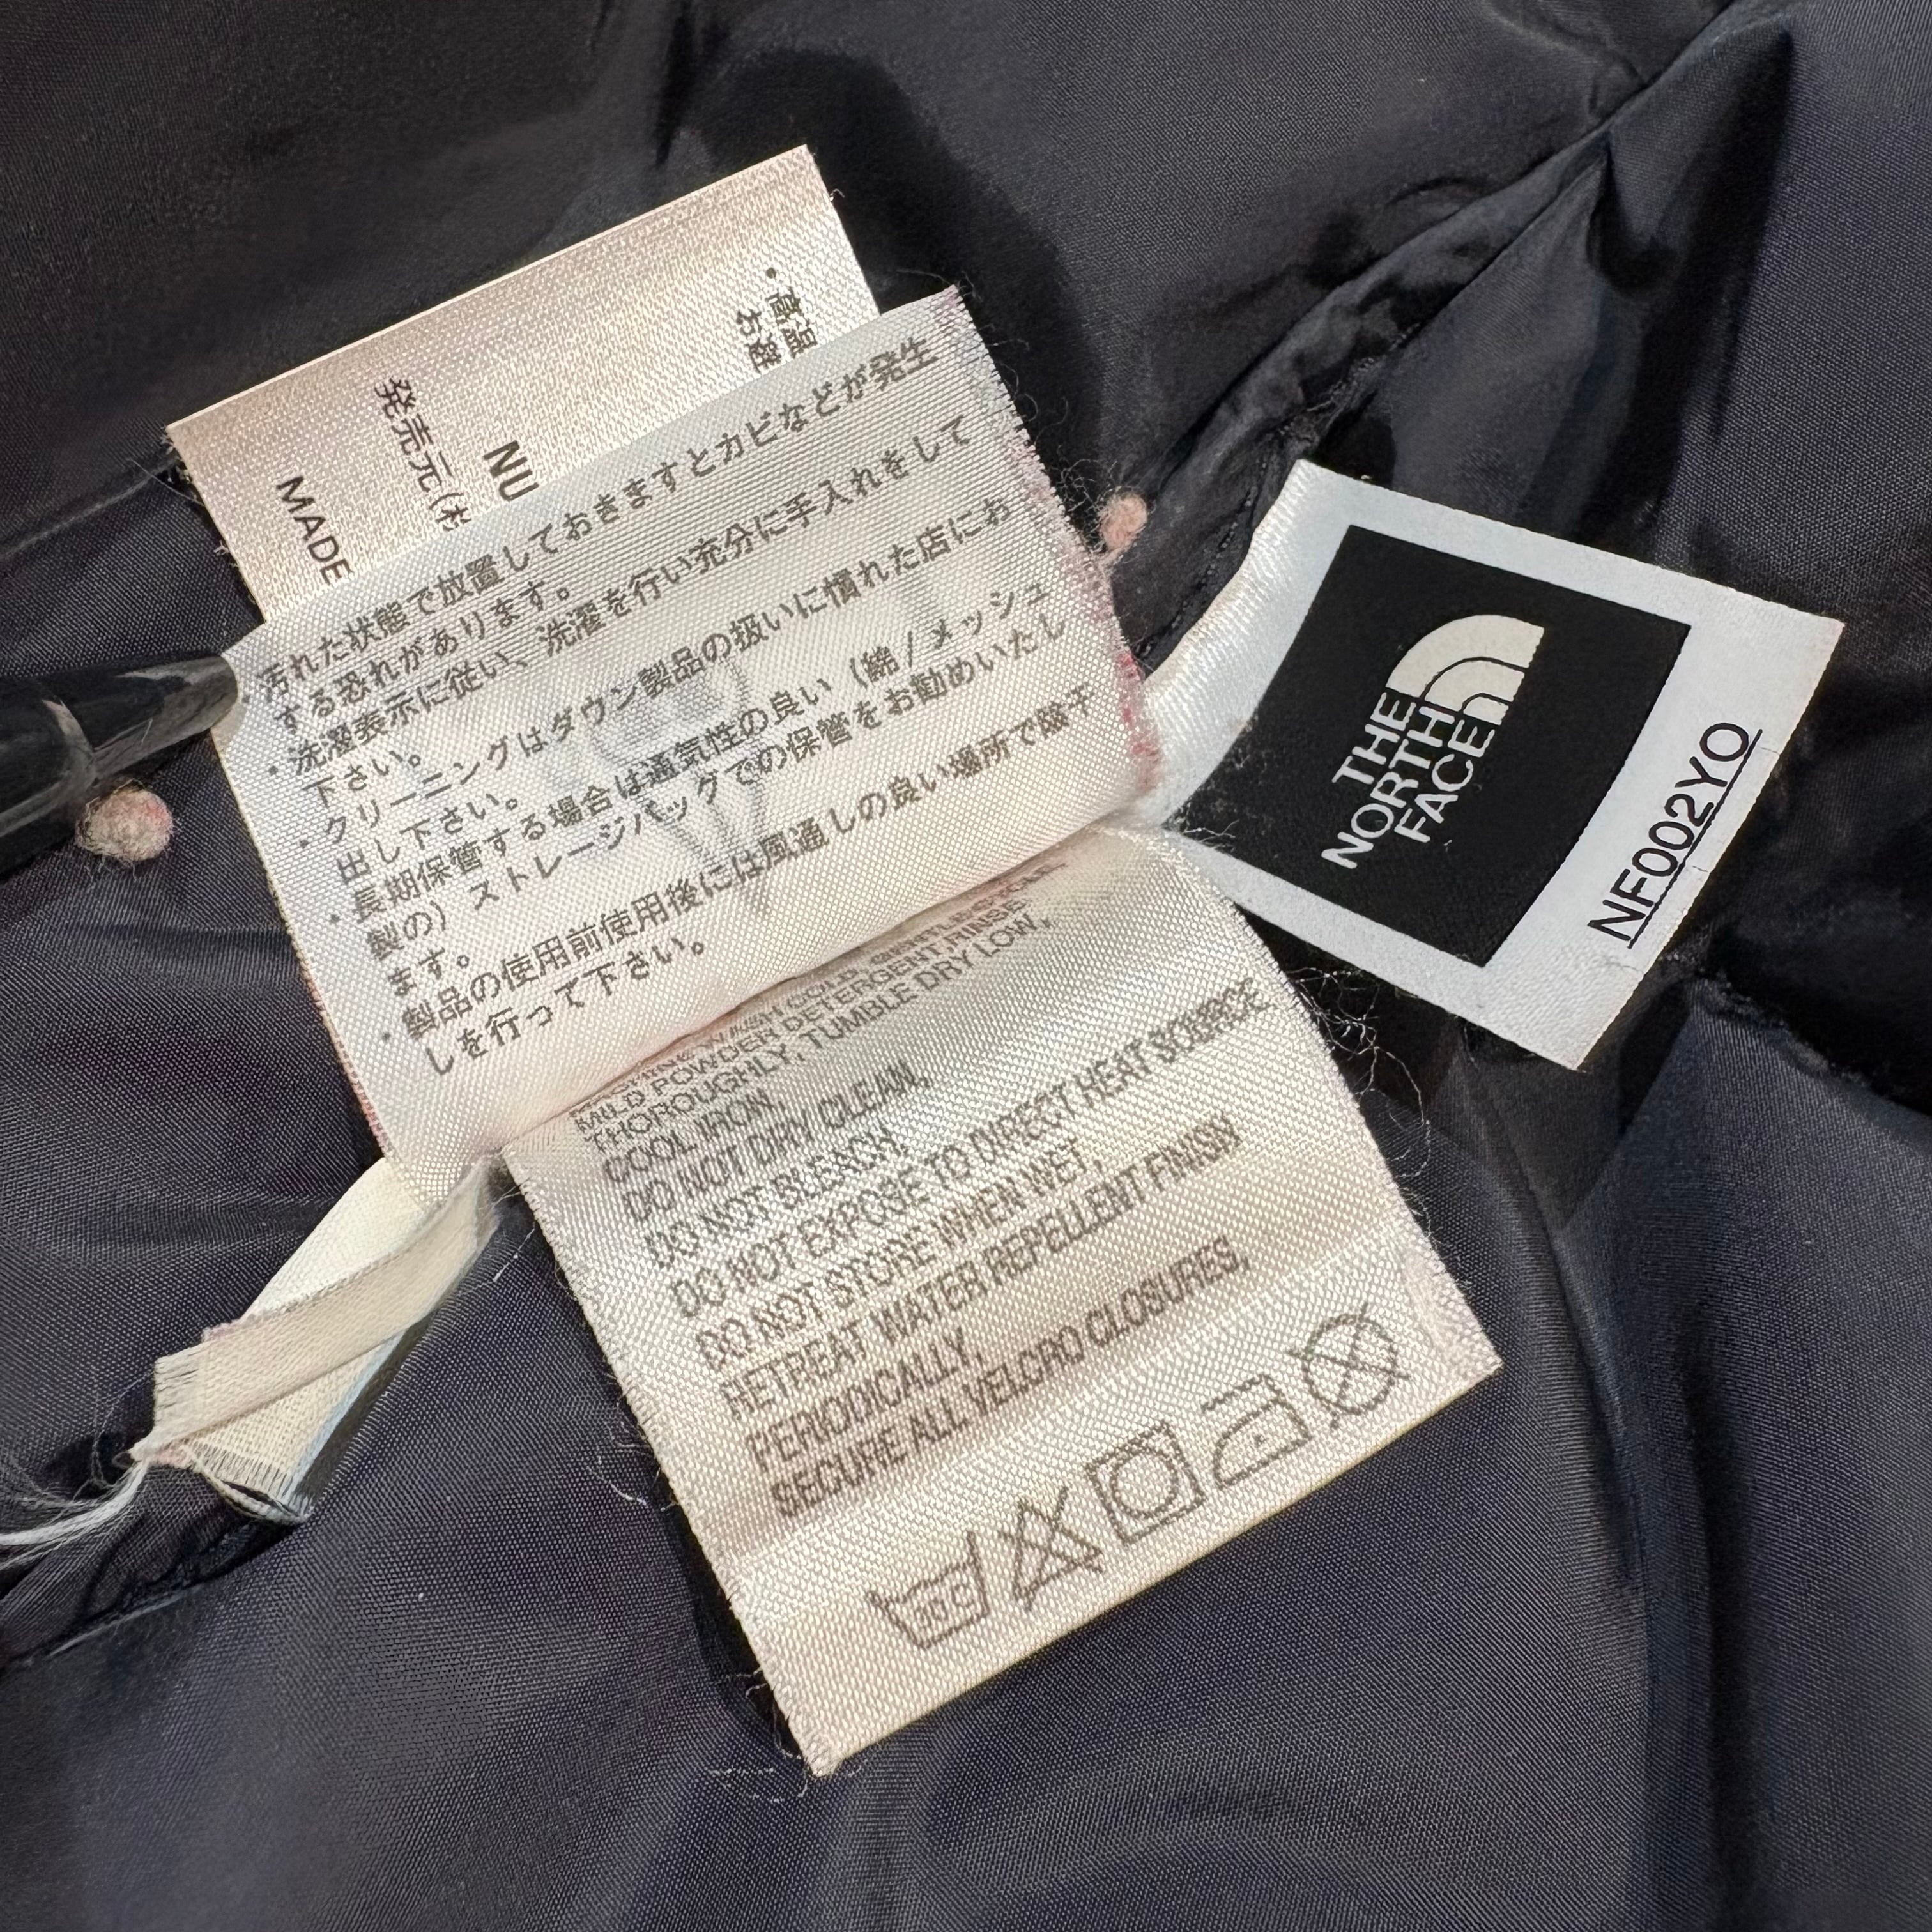 ・高温
お避
NU
発売元(株
MADE
・汚れた状態で放置しておきますとカビなどが発生
する恐れがあります。
・洗濯表示に従い、洗濯を行い充分に手入れをして
下さい。
・クリーニングはダウン製品の扱いに慣れた店にお
出し下さい。
・長期保管する場合は通気性の良い（綿/メッシュ
製の）ストレージバッグでの保管をお勧めいたし
ます。
・製品の使用前使用後には風通しの良い場所で陰干
しを行って下さい。
COLD, GENTLE CYCLE
MILD POWDER DETERGENT, RINSE
THOROUGHLY, TUMBLE DRY LOW,
COOL IRON,
DO NOT DRY CLEAN,
DO NOT BLEACH,
DO NOT EXPOSE TO DIRECT HEAT SOURCE
DO NOT STORE WHEN WET,
RETREAT WATER REPELLENT FINISN
PERIODICALLY,
SECURE ALL VELCRO CLOSURES,
30℃
THE
NORTH
FACE
NF002YO